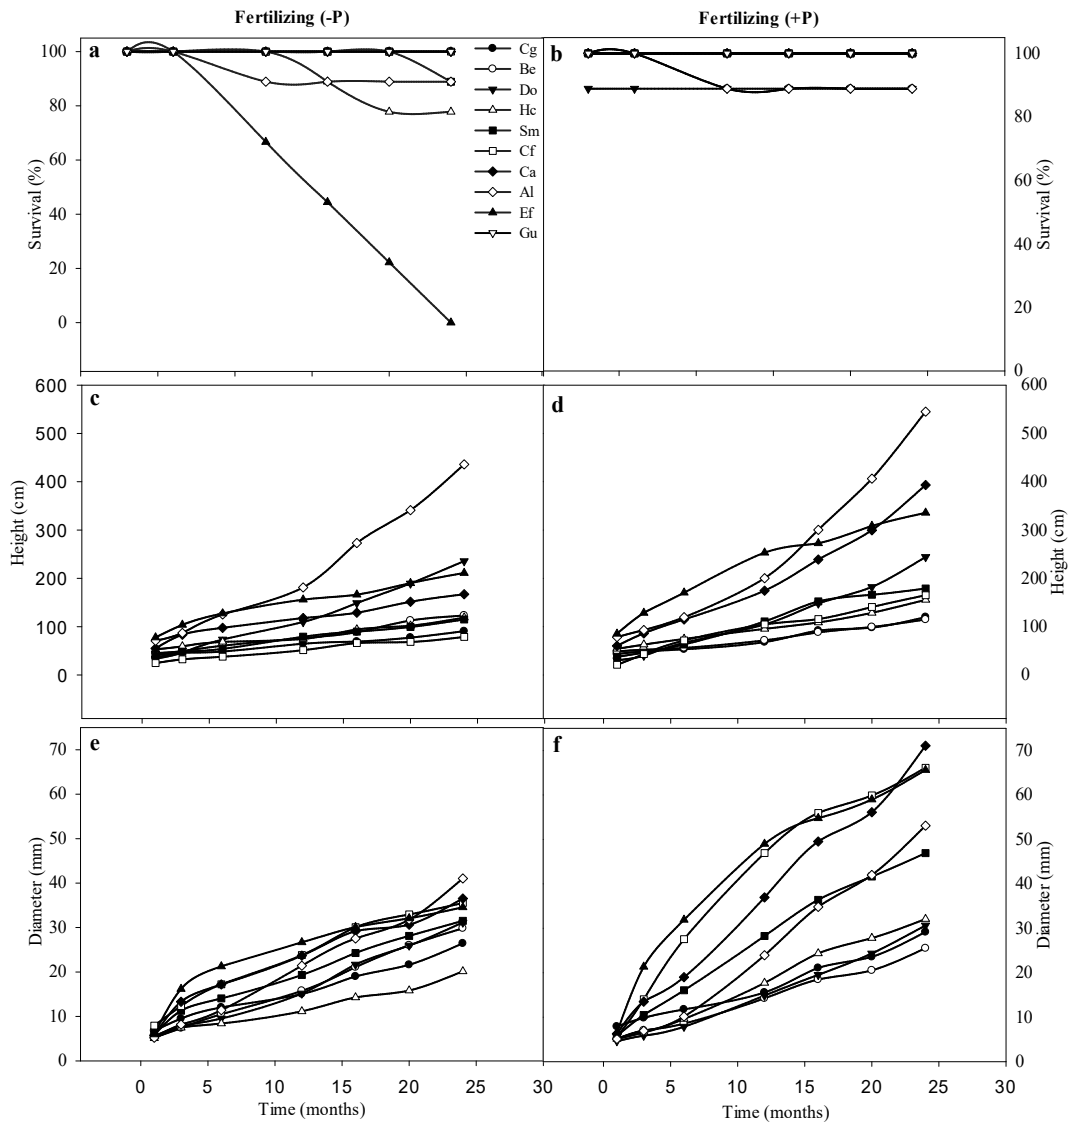 Fertilizing (-P)
Fertilizing (+P)
a
100
80
60
40
20
0
Survival (%)
Cg
Be
Do
Hc
Sm
Cf
Ca
Al
Ef
Gu
b
100
80
60
40
20
0
Survival (%)
c
600
500
400
300
200
100
0
Height (cm)
d
600
500
400
300
200
100
0
Height (cm)
e
70
60
50
40
30
20
10
0
Diameter (mm)
f
70
60
50
40
30
20
10
0
Diameter (mm)
0 5 10 15 20 25 30
Time (months)
0 5 10 15 20 25 30
Time (months)